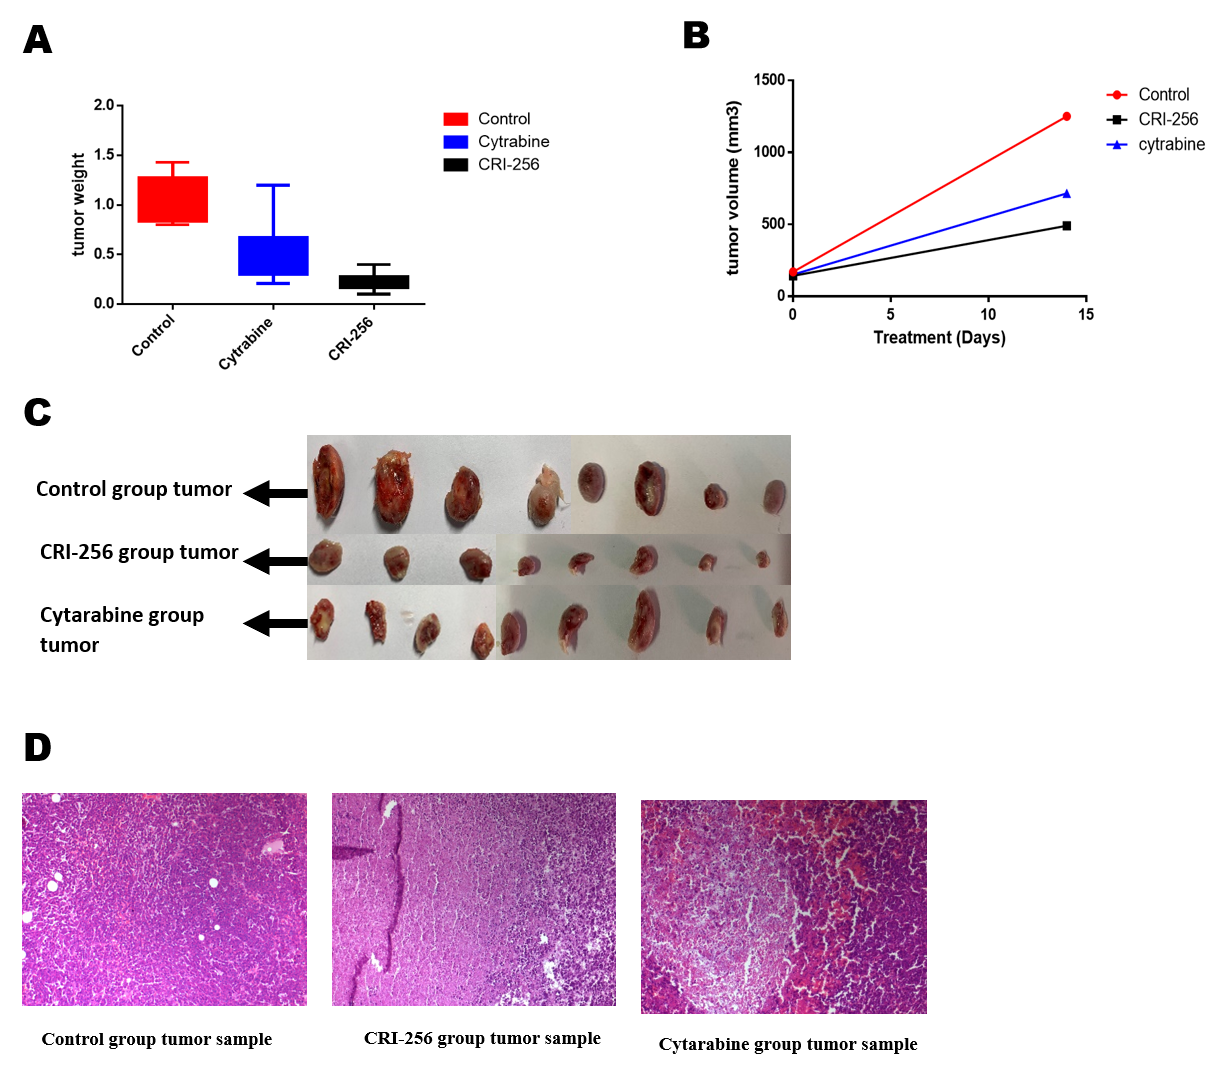 A
2.0
1.5
1.0
0.5
0.0
tumor weight
Control
Cytrabine
CRI-256
Control
Cytrabine
CRI-256
B
1500
1000
500
0
tumor volume (mm3)
0 5 10 15
Treatment (Days)
Control
CRI-256
cytrabine
C
Control group tumor
CRI-256 group tumor
Cytarabine group
tumor
D
Control group tumor sample
CRI-256 group tumor sample
Cytarabine group tumor sample